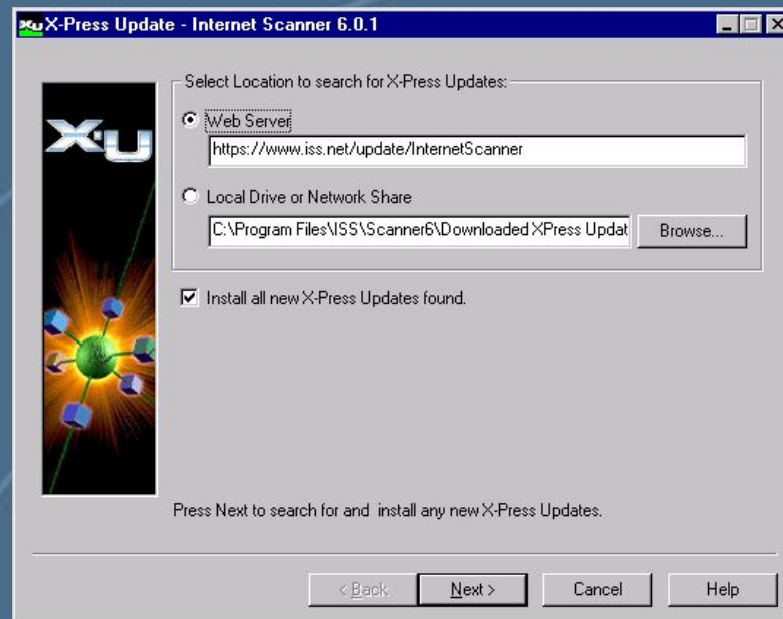 XU X-Press Update - Internet Scanner 6.0.1
Select Location to search for X-Press Updates:
X-U
Web Server
https://www.iss.net/update/InternetScanner
Local Drive or Network Share
C:\Program Files\ISS\Scanner6\Downloaded XPress Updat
Browse...
Install all new X-Press Updates found.
Press Next to search for and install any new X-Press Updates.
< Back
Next >
Cancel
Help